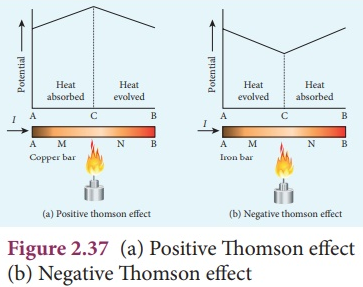 Potential
Heat
absorbed
Heat
evolved
A
C
B
I
A
M
N
B
Copper bar
(a) Positive thomson effect
Potential
Heat
evolved
Heat
absorbed
A
C
B
I
A
M
N
B
Iron bar
(b) Negative thomson effect
Figure 2.37 (a) Positive Thomson effect
(b) Negative Thomson effect